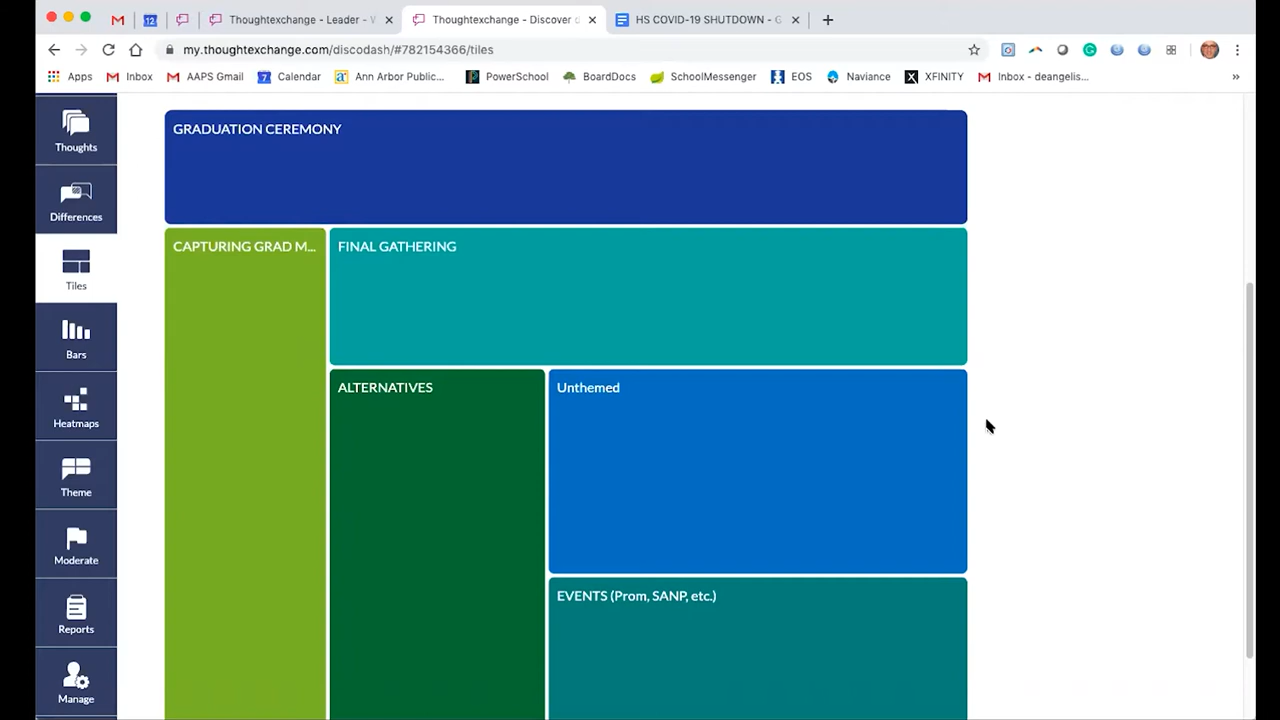 Thoughtexchange - Leader - V
Thoughtexchange - Discover d
HS COVID-19 SHUTDOWN - G
my.thoughtexchange.com/discodash/#782154366/tiles
Apps
Inbox
AAPS Gmail
Calendar
Ann Arbor Public...
PowerSchool
BoardDocs
SchoolMessenger
EOS
Naviance
XFINITY
Inbox - deangelis...
»
Thoughts
Differences
Tiles
Bars
Heatmaps
Theme
Moderate
Reports
Manage
GRADUATION CEREMONY
CAPTURING GRAD M...
FINAL GATHERING
ALTERNATIVES
Unthemed
EVENTS (Prom, SANP, etc.)